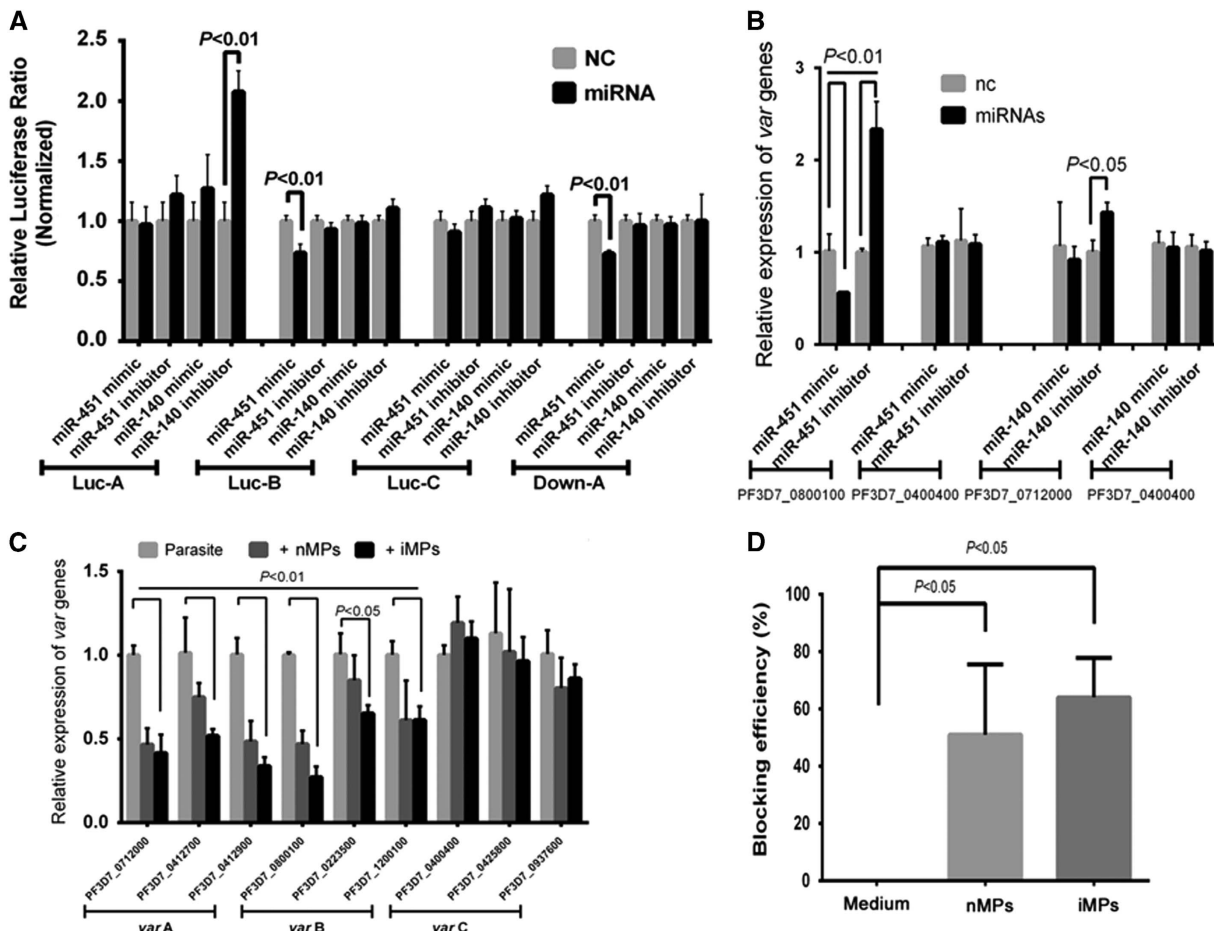 A
Relative Luciferase Ratio
(Normalized)
2.5
2.0
1.5
1.0
0.5
0.0
P<0.01
P<0.01
P<0.01
NC
miRNA
miR-451 mimic
miR-451 inhibitor
miR-140 mimic
miR-140 inhibitor
miR-451 mimic
miR-451 inhibitor
miR-140 mimic
miR-140 inhibitor
miR-451 mimic
miR-451 inhibitor
miR-140 mimic
miR-140 inhibitor
miR-451 mimic
miR-451 inhibitor
miR-140 mimic
miR-140 inhibitor
Luc-A
Luc-B
Luc-C
Down-A
B
Relative expression of var genes
3
2
1
0
P<0.01
P<0.05
nc
miRNAs
miR-451 mimic
miR-451 inhibitor
miR-451 mimic
miR-451 inhibitor
miR-140 mimic
miR-140 inhibitor
miR-140 mimic
miR-140 inhibitor
PF3D7_0800100
PF3D7_0400400
PF3D7_0712000
PF3D7_0400400
C
Parasite
+ nMPs
+ iMPs
Relative expression of var genes
1.5
1.0
0.5
0.0
P<0.01
P<0.05
PF3D7_0712000
PF3D7_0412700
PF3D7_0412900
PF3D7_0800100
PF3D7_0223500
PF3D7_1200100
PF3D7_0400400
PF3D7_0425800
PF3D7_0937600
var A
var B
var C
D
Blocking efficiency (%)
100
80
60
40
20
0
P<0.05
P<0.05
Medium
nMPs
iMPs